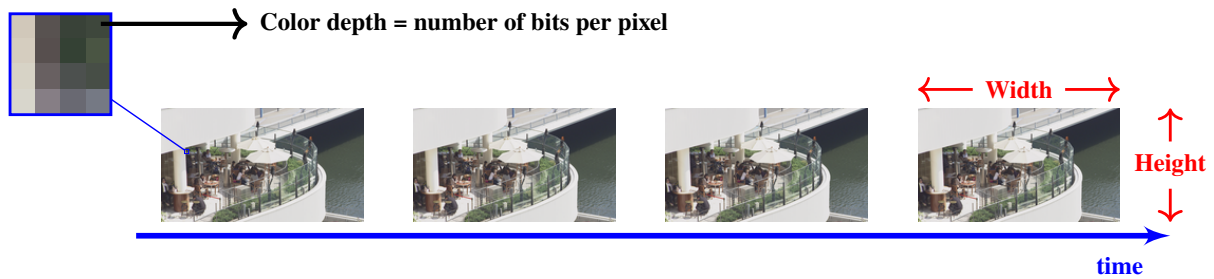 Color depth = number of bits per pixel
Width
Height
time